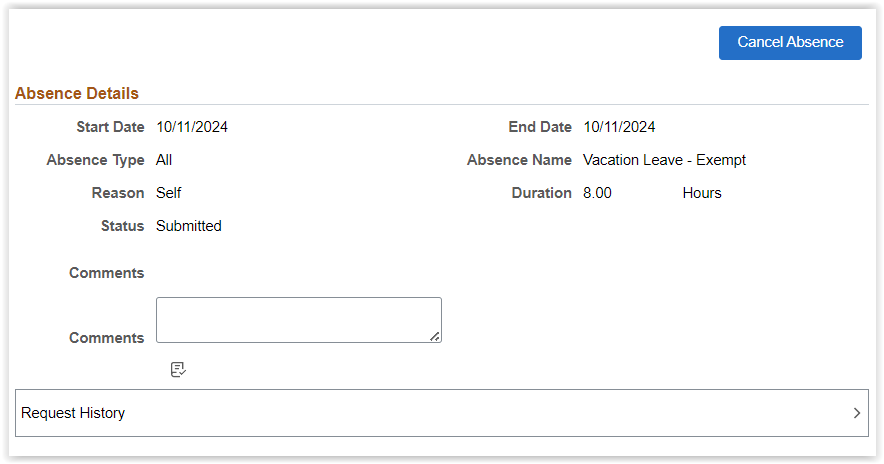 Cancel Absence
Absence Details
Start Date 10/11/2024 End Date 10/11/2024
Absence Type All Absence Name Vacation Leave - Exempt
Reason Self Duration 8.00 Hours
Status Submitted
Comments
Comments
Request History